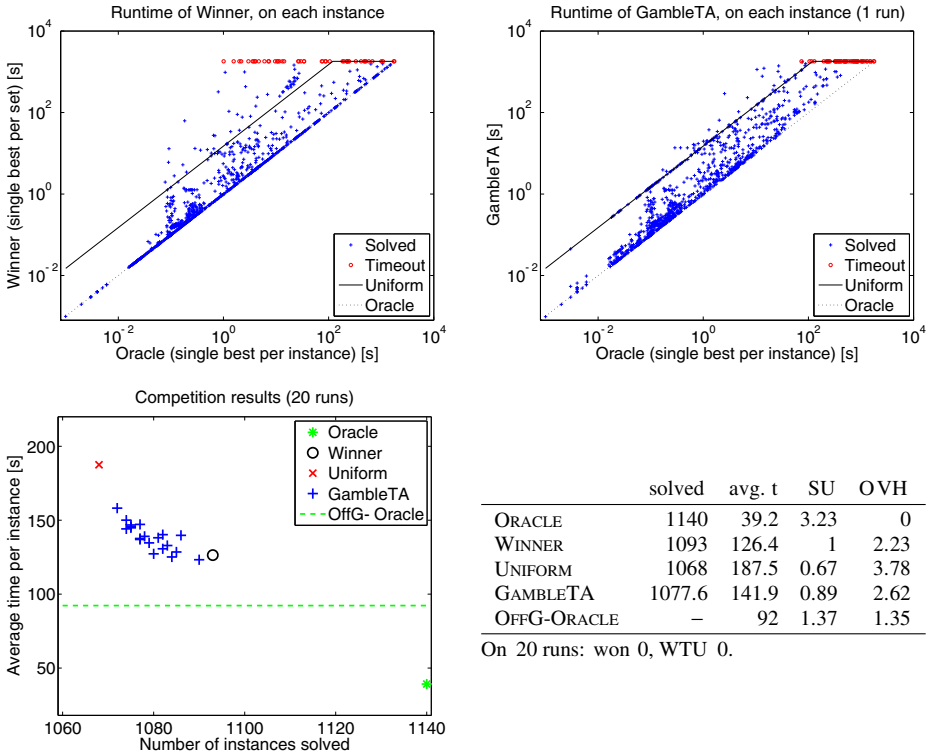 Runtime of Winner, on each instance
Winner (single best per set) [s]
10^4
10^2
10^0
10^-2
Solved
Timeout
Uniform
Oracle
10^-2 10^0 10^2 10^4
Oracle (single best per instance) [s]
Runtime of GambleTA, on each instance (1 run)
GambleTA [s]
10^4
10^2
10^0
10^-2
Solved
Timeout
Uniform
Oracle
10^-2 10^0 10^2 10^4
Oracle (single best per instance) [s]
Competition results (20 runs)
Average time per instance [s]
200
150
100
50
Oracle
Winner
Uniform
GambleTA
OffG- Oracle
1060 1080 1100 1120 1140
Number of instances solved
solved avg. t SU OVH
ORACLE 1140 39.2 3.23 0
WINNER 1093 126.4 1 2.23
UNIFORM 1068 187.5 0.67 3.78
GAMBLETA 1077.6 141.9 0.89 2.62
OFFG-ORACLE – 92 1.37 1.35
On 20 runs: won 0, WTU 0.